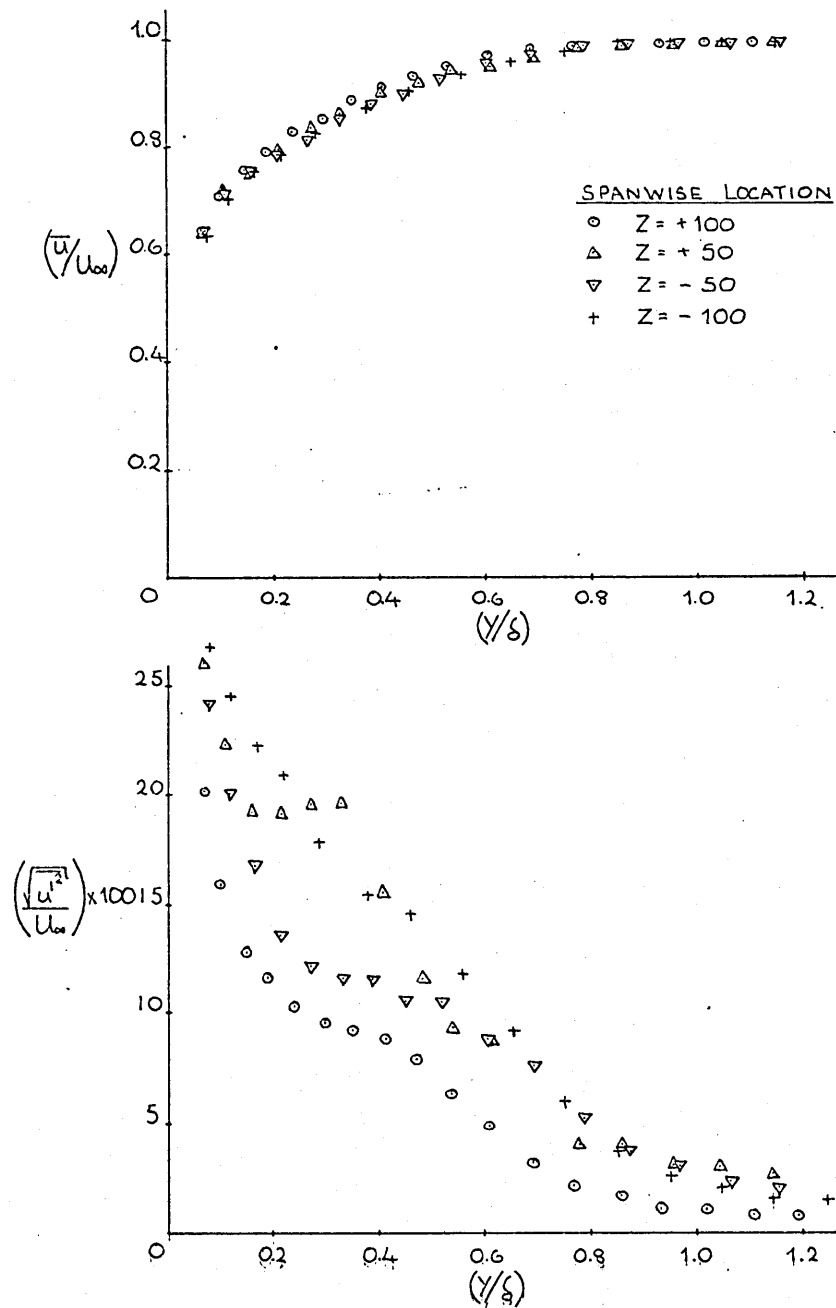 1.0
0.8
(u̅/U∞)
0.6
0.4
0.2
0
0.2 0.4 0.6 0.8 1.0 1.2
(Y/δ)
SPANWISE LOCATION
⊙ Z = +100
△ Z = + 50
▽ Z = - 50
+ Z = - 100
25
20
(√u'²/U∞)×100
15
10
5
0
0.2 0.4 0.6 0.8 1.0 1.2
(Y/δ)